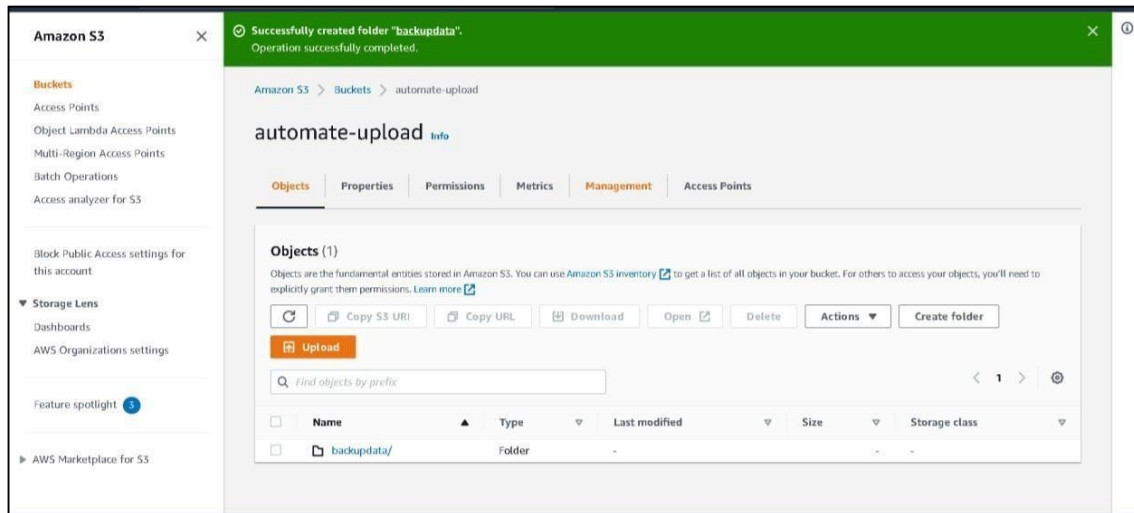 Amazon S3
Buckets
Access Points
Object Lambda Access Points
Multi-Region Access Points
Batch Operations
Access analyzer for S3
Block Public Access settings for
this account
Storage Lens
Dashboards
AWS Organizations settings
Feature spotlight 3
AWS Marketplace for S3
Successfully created folder "backupdata".
Operation successfully completed.
Amazon S3 > Buckets > automate-upload
automate-upload Info
Objects Properties Permissions Metrics Management Access Points
Objects (1)
Objects are the fundamental entities stored in Amazon S3. You can use Amazon S3 inventory to get a list of all objects in your bucket. For others to access your objects, you'll need to
explicitly grant them permissions. Learn more
Copy S3 URI Copy URL Download Open Delete Actions Create folder
Upload
Find objects by prefix < 1 >
Name Type Last modified Size Storage class
backupdata/ Folder - - -